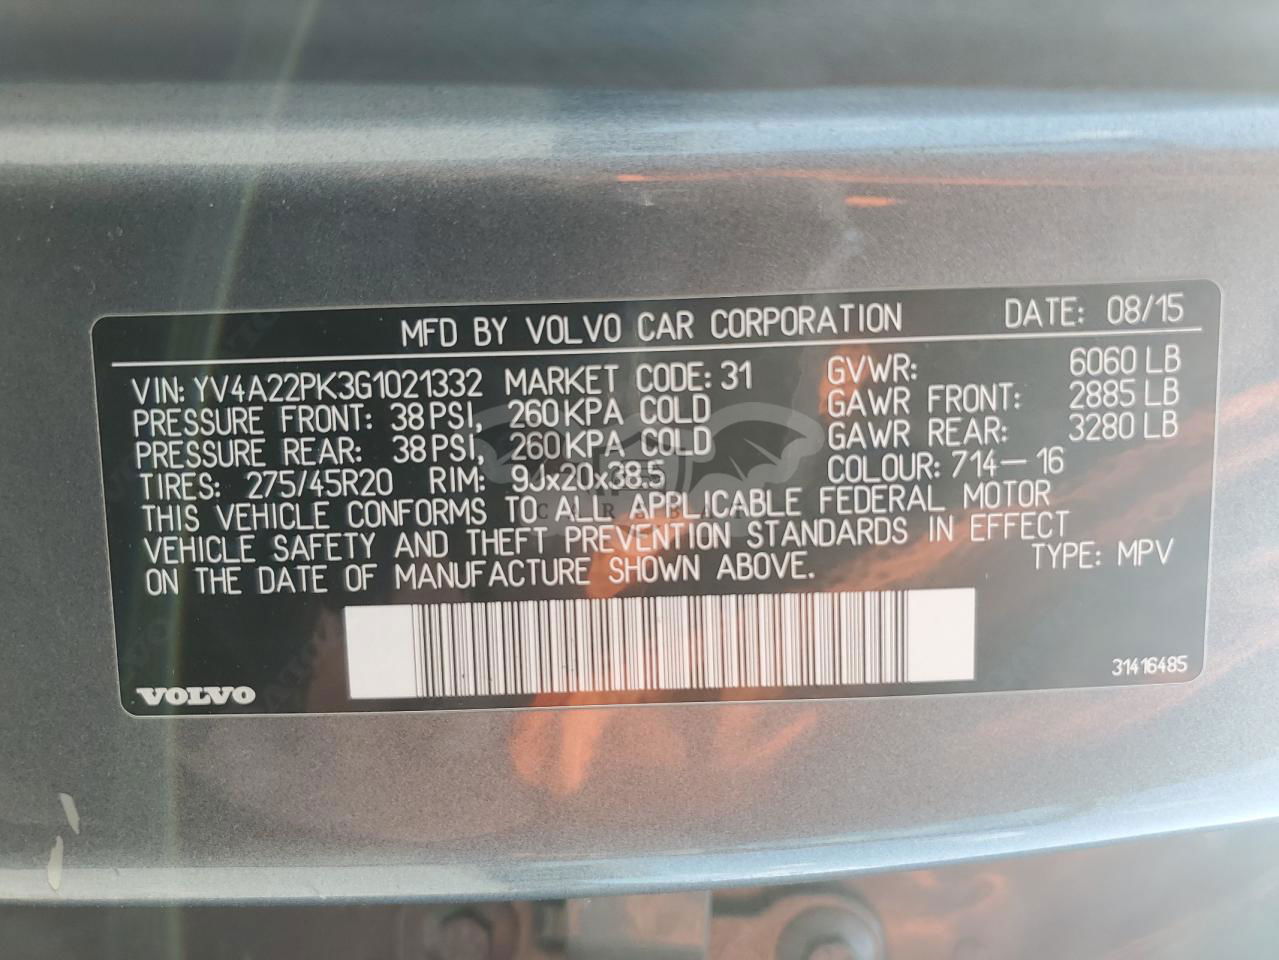 MFD BY VOLVO CAR CORPORATION DATE: 08/15
VIN: YV4A22PK3G1021332 MARKET CODE: 31 GVWR: 6060 LB
PRESSURE FRONT: 38 PSI, 260 KPA COLD GAWR FRONT: 2885 LB
PRESSURE REAR: 38 PSI, 260 KPA COLD GAWR REAR: 3280 LB
TIRES: 275/45R20 RIM: 9Jx20x38.5 COLOUR: 714-16
THIS VEHICLE CONFORMS TO ALL APPLICABLE FEDERAL MOTOR
VEHICLE SAFETY AND THEFT PREVENTION STANDARDS IN EFFECT
ON THE DATE OF MANUFACTURE SHOWN ABOVE. TYPE: MPV
VOLVO 31416485